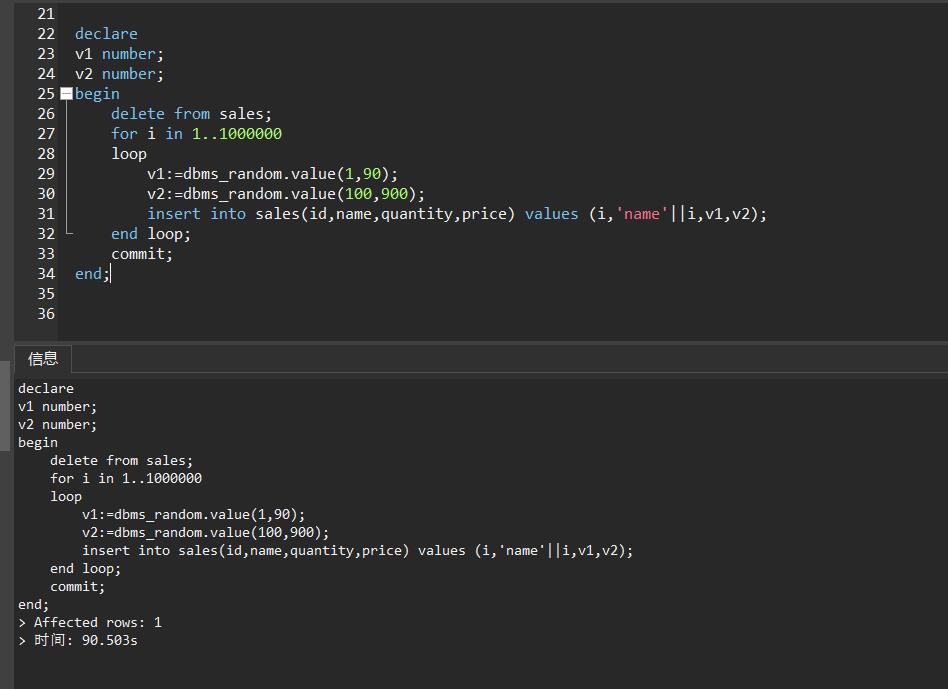 21
22 declare
23 v1 number;
24 v2 number;
25 begin
26     delete from sales;
27     for i in 1..1000000
28     loop
29         v1:=dbms_random.value(1,90);
30         v2:=dbms_random.value(100,900);
31         insert into sales(id,name,quantity,price) values (i,'name'||i,v1,v2);
32     end loop;
33     commit;
34 end;
35
36
信息
declare
v1 number;
v2 number;
begin
    delete from sales;
    for i in 1..1000000
    loop
        v1:=dbms_random.value(1,90);
        v2:=dbms_random.value(100,900);
        insert into sales(id,name,quantity,price) values (i,'name'||i,v1,v2);
    end loop;
    commit;
end;
> Affected rows: 1
> 时间: 90.503s